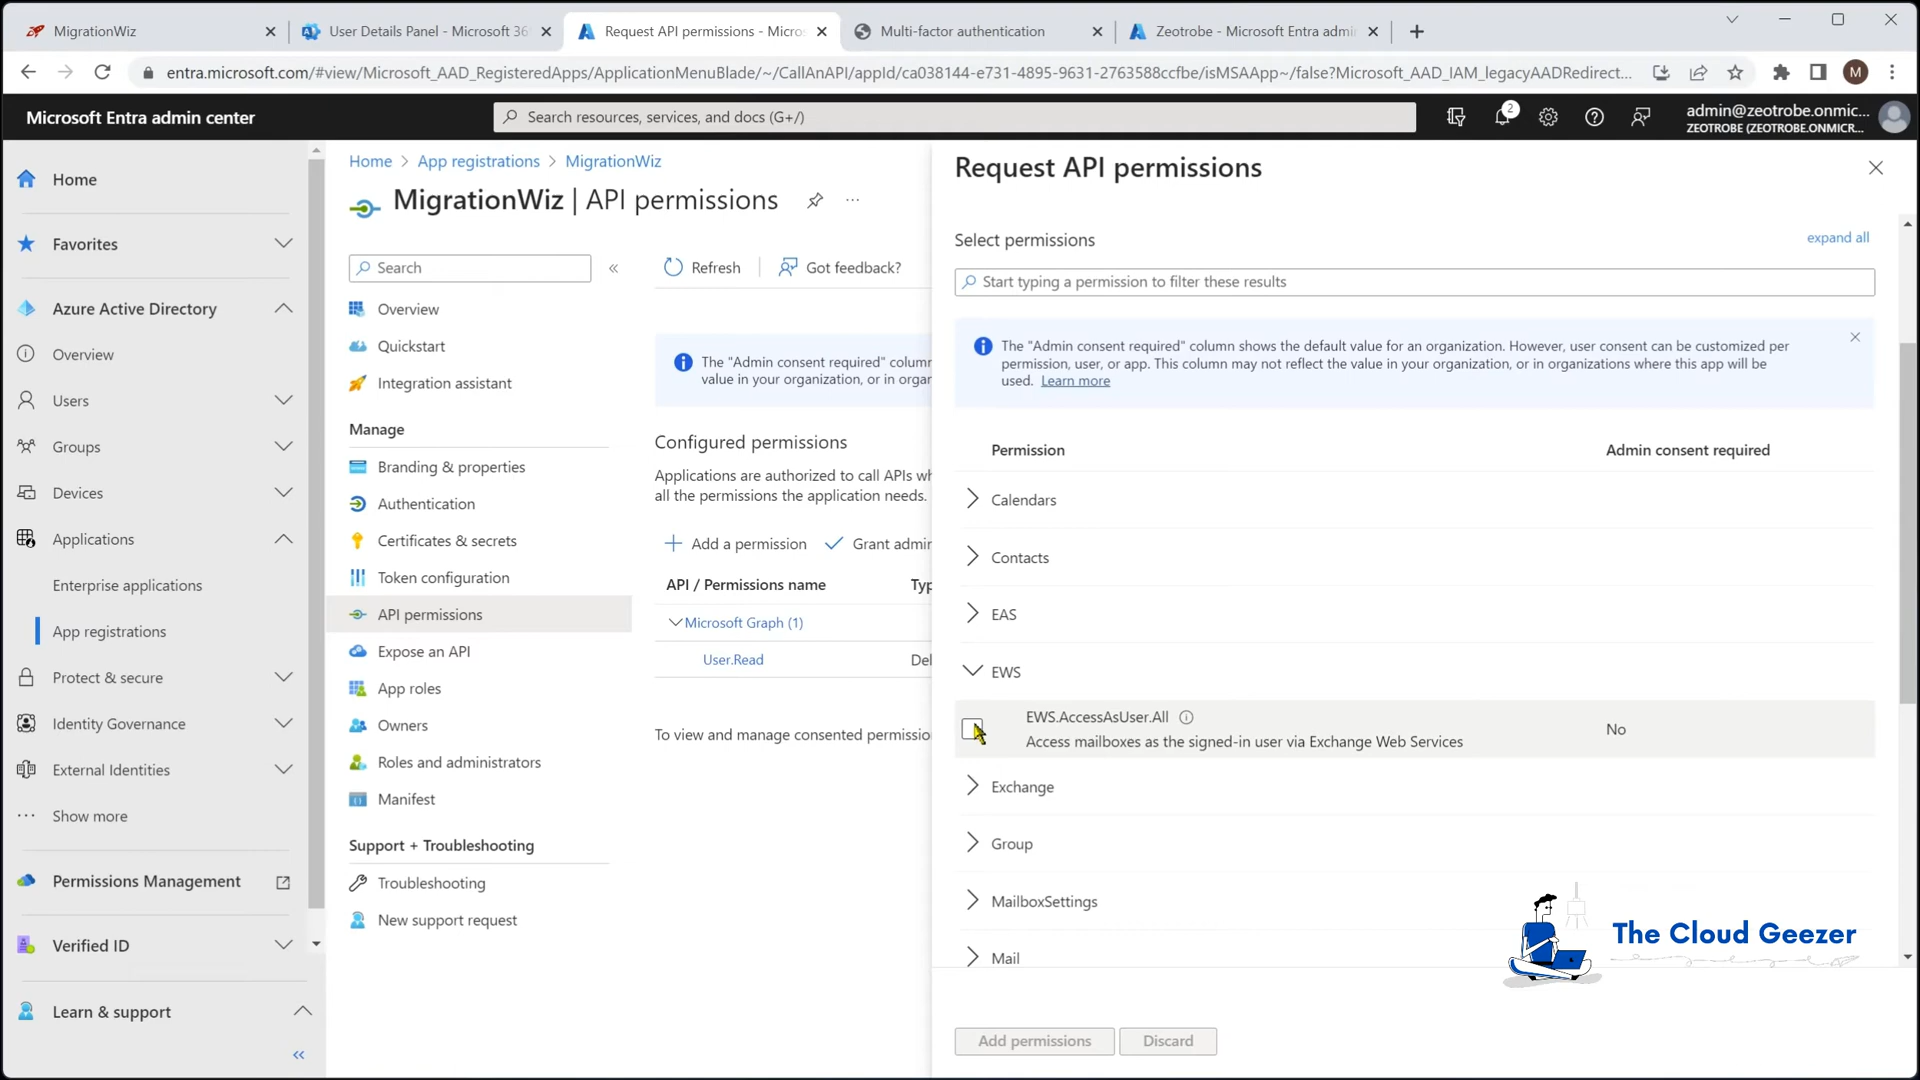 MigrationWiz
User Details Panel - Microsoft 36
Request API permissions - Micros
Multi-factor authentication
Zeotrobe - Microsoft Entra admi
entra.microsoft.com/#view/Microsoft_AAD_RegisteredApps/ApplicationMenuBlade/~/CallAnAPI/appId/ca038144-e731-4895-9631-2763588ccfbe/isMSAApp~/false?Microsoft_AAD_IAM_legacyAADRedirect...
M
Microsoft Entra admin center
Search resources, services, and docs (G+/)
2
admin@zeotrobe.onmic...
ZEOTROBE (ZEOTROBE.ONMICR...
Home
Favorites
Azure Active Directory
Overview
Users
Groups
Devices
Applications
Enterprise applications
App registrations
Protect & secure
Identity Governance
External Identities
Show more
Permissions Management
Verified ID
Learn & support
Home > App registrations > MigrationWiz
MigrationWiz | API permissions
Search
Overview
Quickstart
Integration assistant
Manage
Branding & properties
Authentication
Certificates & secrets
Token configuration
API permissions
Expose an API
App roles
Owners
Roles and administrators
Manifest
Support + Troubleshooting
Troubleshooting
New support request
Refresh
Got feedback?
The "Admin consent required" colum
value in your organization, or in organ
Configured permissions
Applications are authorized to call APIs wh
all the permissions the application needs.
Add a permission
Grant admin
API / Permissions name
Typ
Microsoft Graph (1)
User.Read
Del
To view and manage consented permissio
Request API permissions
Select permissions
expand all
Start typing a permission to filter these results
The "Admin consent required" column shows the default value for an organization. However, user consent can be customized per
permission, user, or app. This column may not reflect the value in your organization, or in organizations where this app will be
used. Learn more
Permission
Admin consent required
Calendars
Contacts
EAS
EWS
EWS.AccessAsUser.All
Access mailboxes as the signed-in user via Exchange Web Services
No
Exchange
Group
MailboxSettings
Mail
The Cloud Geezer
Add permissions
Discard